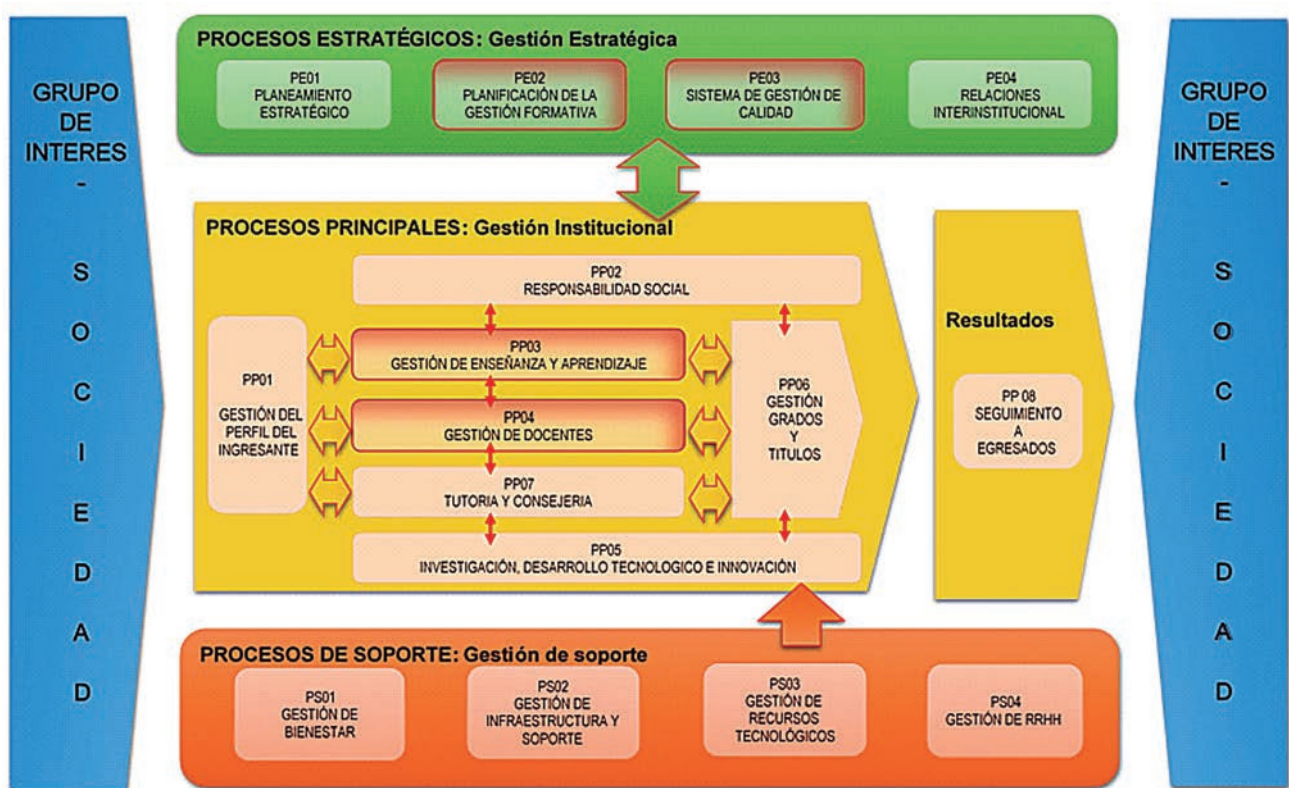 GRUPO
DE
INTERES
-
S
O
C
I
E
D
A
D
PROCESOS ESTRATÉGICOS: Gestión Estratégica
PE01
PLANEAMIENTO
ESTRATÉGICO
PE02
PLANIFICACIÓN DE LA
GESTIÓN FORMATIVA
PE03
SISTEMA DE GESTIÓN DE
CALIDAD
PE04
RELACIONES
INTERINSTITUCIONAL
PROCESOS PRINCIPALES: Gestión Institucional
PP02
RESPONSABILIDAD SOCIAL
PP01
GESTIÓN DEL
PERFIL DEL
INGRESANTE
PP03
GESTIÓN DE ENSEÑANZA Y APRENDIZAJE
PP04
GESTIÓN DE DOCENTES
PP07
TUTORIA Y CONSEJERIA
PP06
GESTIÓN
GRADOS
Y
TITULOS
PP05
INVESTIGACIÓN, DESARROLLO TECNOLOGICO E INNOVACIÓN
Resultados
PP 08
SEGUIMIENTO
A
EGRESADOS
PROCESOS DE SOPORTE: Gestión de soporte
PS01
GESTIÓN DE
BIENESTAR
PS02
GESTIÓN DE
INFRAESTRUCTURA Y
SOPORTE
PS03
GESTIÓN DE
RECURSOS
TECNOLÓGICOS
PS04
GESTIÓN DE RRHH
GRUPO
DE
INTERES
-
S
O
C
I
E
D
A
D